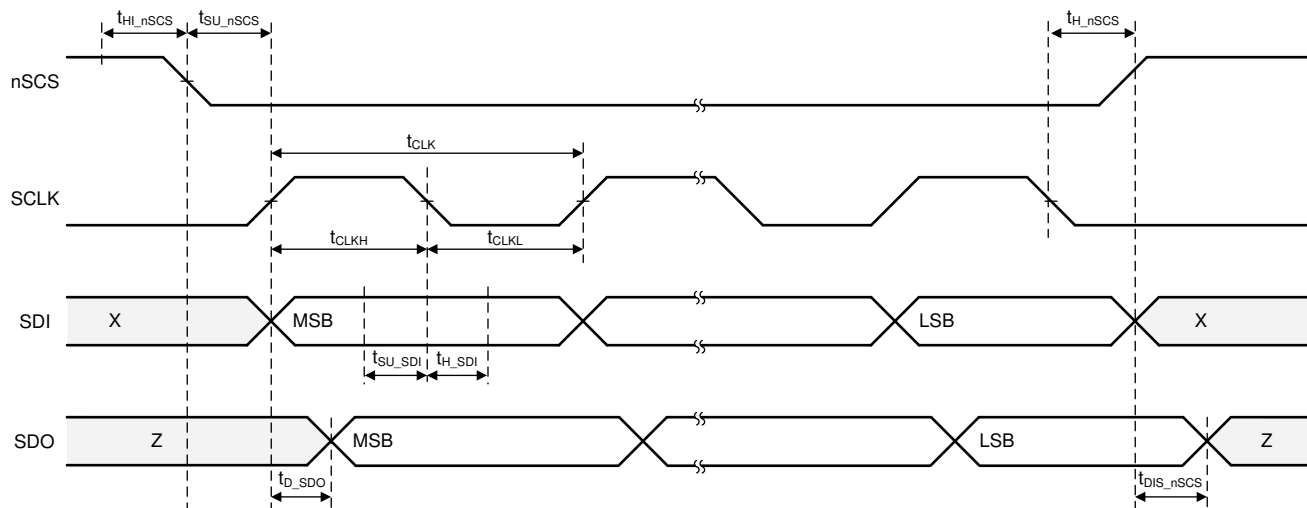 tHI_nSCS tSU_nSCS tH_nSCS
nSCS
tCLK
SCLK
tCLKH tCLKL
SDI X MSB LSB X
tSU_SDI tH_SDI
SDO Z MSB LSB Z
tD_SDO tDIS_nSCS